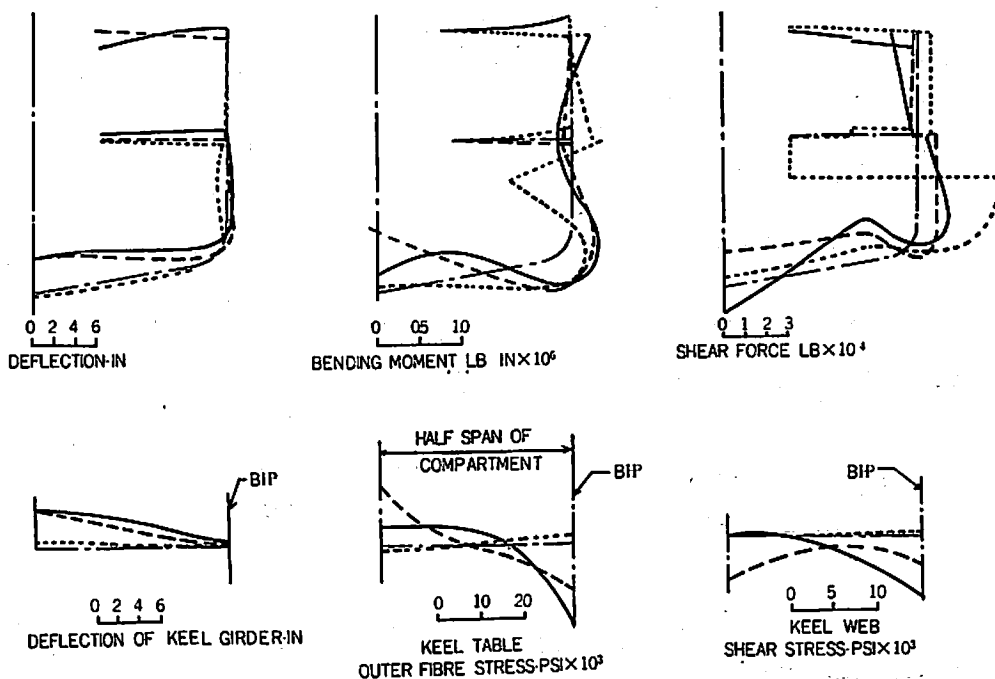 0 2 4 6
DEFLECTION-IN
0 05 1.0
BENDING MOMENT LB IN×10⁶
0 1 2 3
SHEAR FORCE LB×10⁴
BIP
0 2 4 6
DEFLECTION OF KEEL GIRDER-IN
HALF SPAN OF
COMPARTMENT
BIP
0 10 20
KEEL TABLE
OUTER FIBRE STRESS-PSI×10³
BIP
0 5 10
KEEL WEB
SHEAR STRESS-PSI×10³